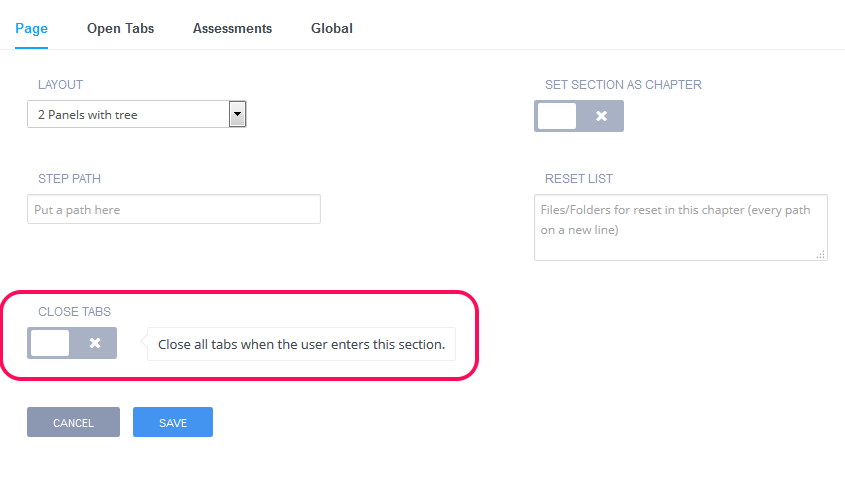 Page Open Tabs Assessments Global
LAYOUT
2 Panels with tree
SET SECTION AS CHAPTER
STEP PATH
Put a path here
RESET LIST
Files/Folders for reset in this chapter (every path
on a new line)
CLOSE TABS
Close all tabs when the user enters this section.
CANCEL SAVE